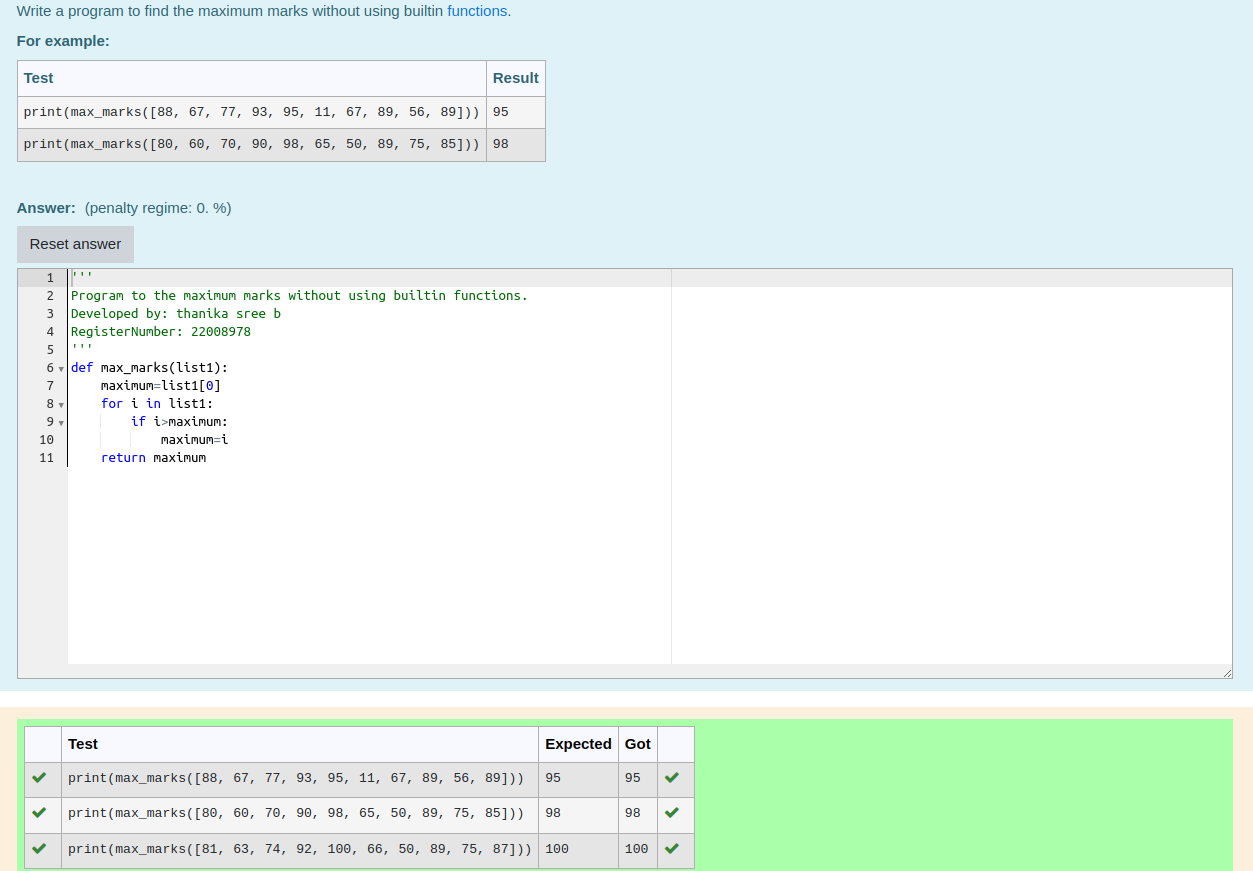 Write a program to find the maximum marks without using builtin functions.
For example:
Test Result
print(max_marks([88, 67, 77, 93, 95, 11, 67, 89, 56, 89])) 95
print(max_marks([80, 60, 70, 90, 98, 65, 50, 89, 75, 85])) 98
Answer: (penalty regime: 0. %)
Reset answer
1 '''
2 Program to the maximum marks without using builtin functions.
3 Developed by: thanika sree b
4 RegisterNumber: 22008978
5 '''
6 def max_marks(list1):
7     maximum=list1[0]
8     for i in list1:
9         if i>maximum:
10             maximum=i
11     return maximum
Test Expected Got
print(max_marks([88, 67, 77, 93, 95, 11, 67, 89, 56, 89])) 95 95
print(max_marks([80, 60, 70, 90, 98, 65, 50, 89, 75, 85])) 98 98
print(max_marks([81, 63, 74, 92, 100, 66, 50, 89, 75, 87])) 100 100